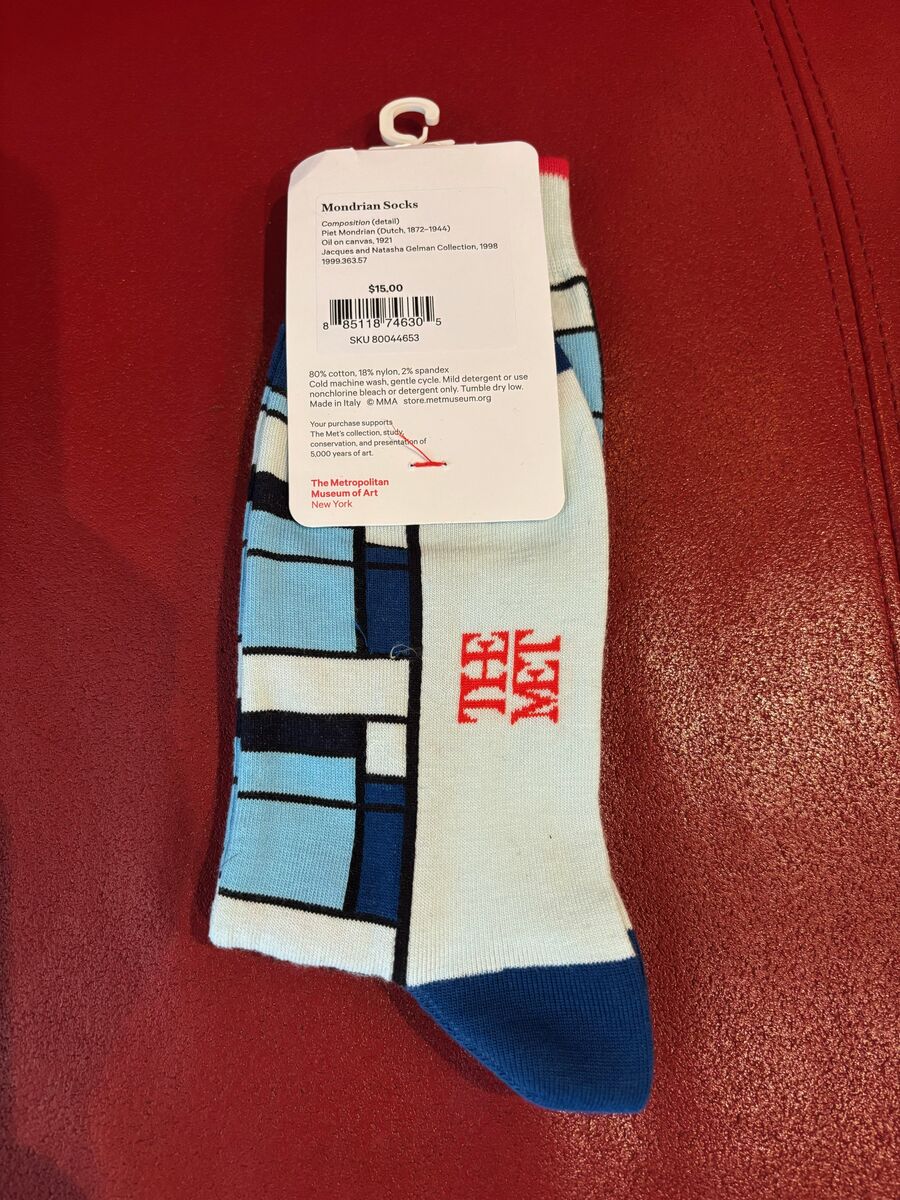 Mondrian Socks
Composition (detail)
Piet Mondrian (Dutch, 1872–1944)
Oil on canvas, 1921
Jacques and Natasha Gelman Collection, 1998
1999.363.57
$15.00
8 85118 74630 5
SKU 80044653
80% cotton, 18% nylon, 2% spandex
Cold machine wash, gentle cycle. Mild detergent or use
nonchlorine bleach or detergent only. Tumble dry low.
Made in Italy © MMA store.metmuseum.org
Your purchase supports
The Met's collection, study,
conservation, and presentation of
5,000 years of art.
The Metropolitan
Museum of Art
New York
THE
MET